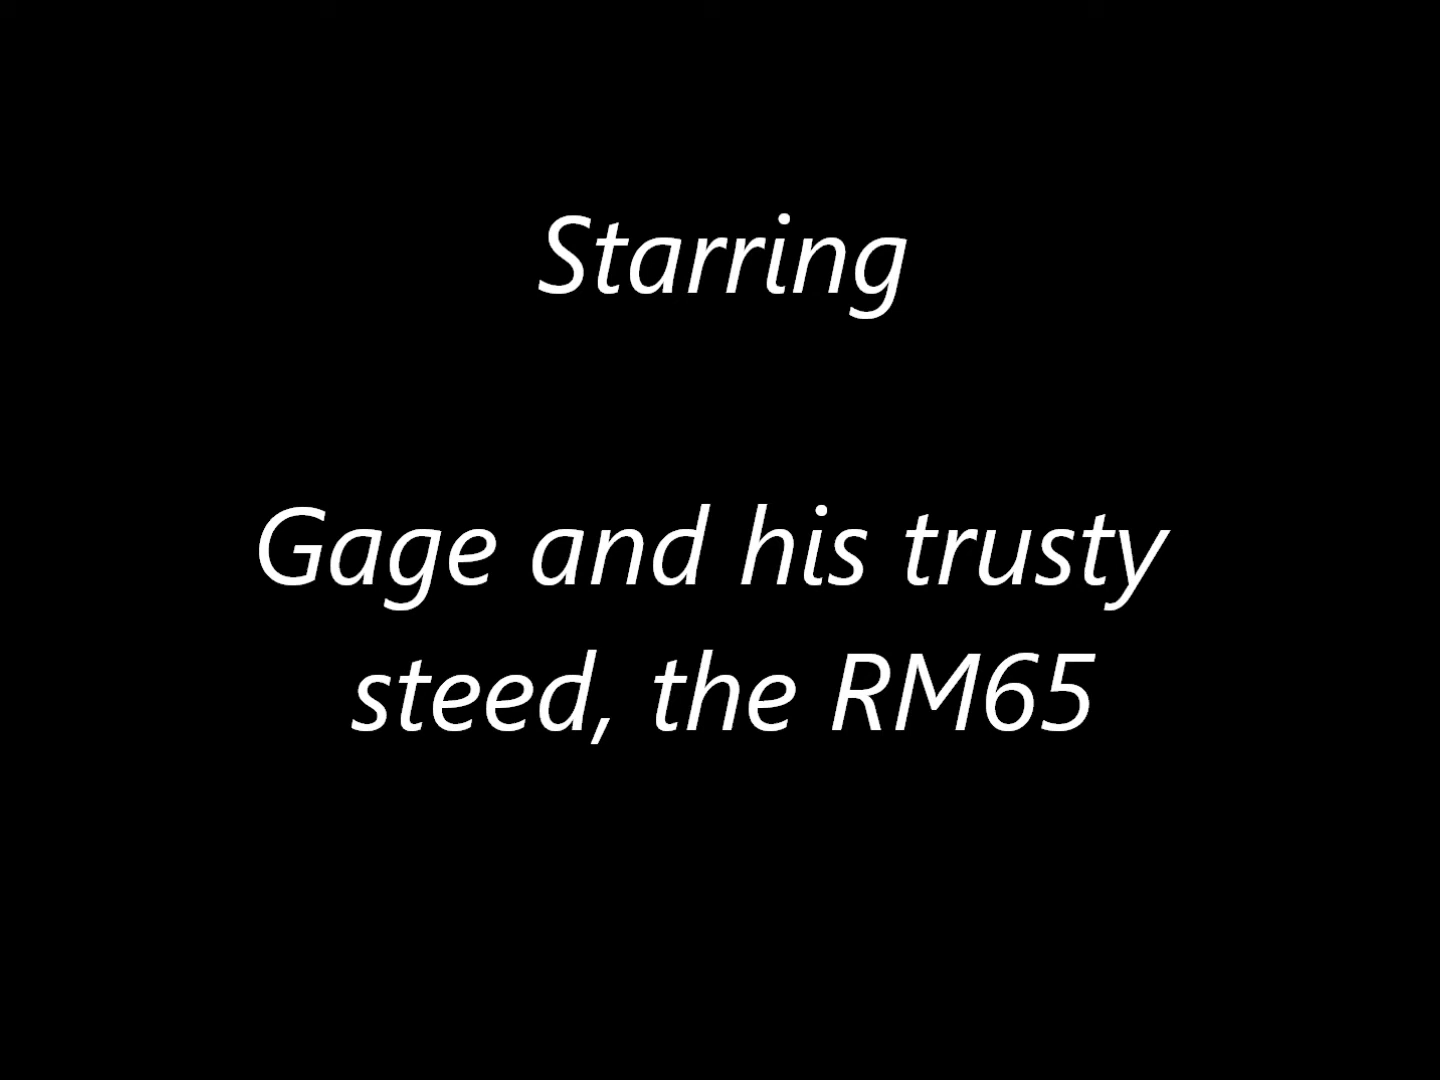 Starring
Gage and his trusty
steed, the RM65